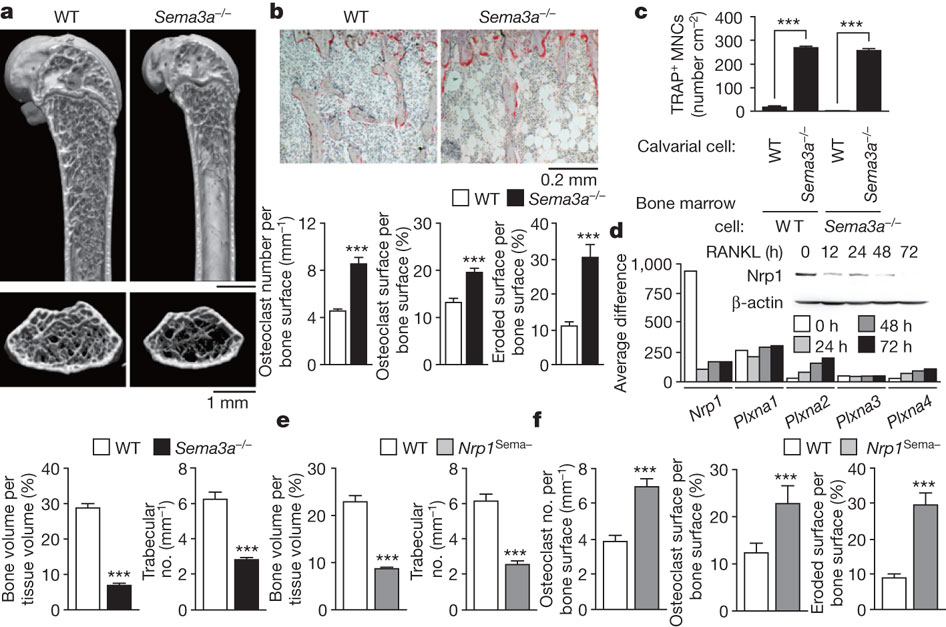 a
WT
Sema3a–/–
1 mm
WT
Sema3a–/–
Bone volume per
tissue volume (%)
40
30
20
10
0
***
Trabecular
no. (mm–1)
8
6
4
2
0
***
b
WT
Sema3a–/–
0.2 mm
WT
Sema3a–/–
Osteoclast number per
bone surface (mm–1)
12
8
4
0
***
Osteoclast surface per
bone surface (%)
30
20
10
0
***
Eroded surface per
bone surface (%)
40
30
20
10
0
***
c
TRAP+ MNCs
(number cm–2)
400
300
200
100
0
***
***
Calvarial cell:
WT
Sema3a–/–
WT
Sema3a–/–
Bone marrow
cell:
WT
Sema3a–/–
d
RANKL (h)
0
12
24
48
72
Nrp1
β-actin
Average difference
1,000
750
500
250
0
0 h
24 h
48 h
72 h
Nrp1
Plxna1
Plxna2
Plxna3
Plxna4
e
WT
Nrp1Sema–
Bone volume per
tissue volume (%)
30
20
10
0
***
Trabecular
no. (mm–1)
8
6
4
2
0
***
f
WT
Nrp1Sema–
Osteoclast no. per
bone surface (mm–1)
8
6
4
2
0
***
Osteoclast surface per
bone surface (%)
30
20
10
0
***
Eroded surface per
bone surface (%)
40
30
20
10
0
***